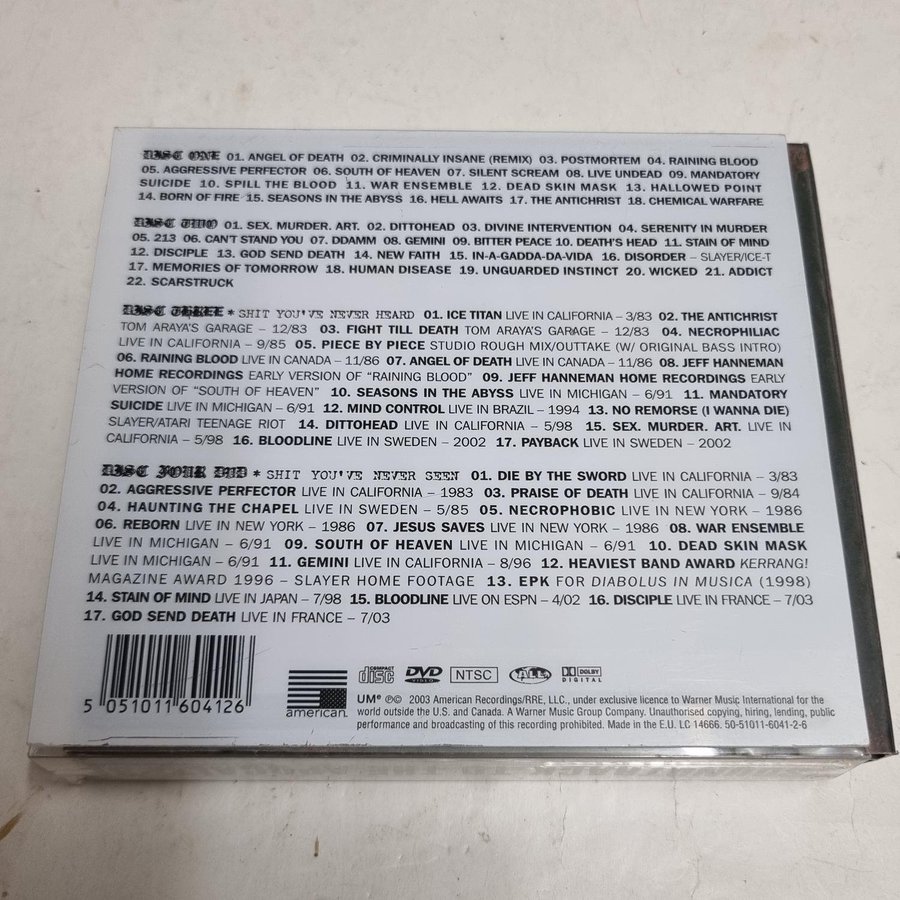 DISC ONE 01. ANGEL OF DEATH 02. CRIMINALLY INSANE (REMIX) 03. POSTMORTEM 04. RAINING BLOOD
05. AGGRESSIVE PERFECTOR 06. SOUTH OF HEAVEN 07. SILENT SCREAM 08. LIVE UNDEAD 09. MANDATORY
SUICIDE 10. SPILL THE BLOOD 11. WAR ENSEMBLE 12. DEAD SKIN MASK 13. HALLOWED POINT
14. BORN OF FIRE 15. SEASONS IN THE ABYSS 16. HELL AWAITS 17. THE ANTICHRIST 18. CHEMICAL WARFARE
DISC TWO 01. SEX. MURDER. ART. 02. DITTOHEAD 03. DIVINE INTERVENTION 04. SERENITY IN MURDER
05. 213 06. CAN'T STAND YOU 07. DDAMM 08. GEMINI 09. BITTER PEACE 10. DEATH'S HEAD 11. STAIN OF MIND
12. DISCIPLE 13. GOD SEND DEATH 14. NEW FAITH 15. IN-A-GADDA-DA-VIDA 16. DISORDER – SLAYER/ICE-T
17. MEMORIES OF TOMORROW 18. HUMAN DISEASE 19. UNGUARDED INSTINCT 20. WICKED 21. ADDICT
22. SCARSTRUCK
DISC THREE * SHIT YOU'VE NEVER HEARD 01. ICE TITAN LIVE IN CALIFORNIA – 3/83 02. THE ANTICHRIST
TOM ARAYA'S GARAGE – 12/83 03. FIGHT TILL DEATH TOM ARAYA'S GARAGE – 12/83 04. NECROPHILIAC
LIVE IN CALIFORNIA – 9/85 05. PIECE BY PIECE STUDIO ROUGH MIX/OUTTAKE (W/ ORIGINAL BASS INTRO)
06. RAINING BLOOD LIVE IN CANADA – 11/86 07. ANGEL OF DEATH LIVE IN CANADA – 11/86 08. JEFF HANNEMAN
HOME RECORDINGS EARLY VERSION OF "RAINING BLOOD" 09. JEFF HANNEMAN HOME RECORDINGS EARLY
VERSION OF "SOUTH OF HEAVEN" 10. SEASONS IN THE ABYSS LIVE IN MICHIGAN – 6/91 11. MANDATORY
SUICIDE LIVE IN MICHIGAN – 6/91 12. MIND CONTROL LIVE IN BRAZIL – 1994 13. NO REMORSE (I WANNA DIE)
SLAYER/ATARI TEENAGE RIOT 14. DITTOHEAD LIVE IN CALIFORNIA – 5/98 15. SEX. MURDER. ART. LIVE IN
CALIFORNIA – 5/98 16. BLOODLINE LIVE IN SWEDEN – 2002 17. PAYBACK LIVE IN SWEDEN – 2002
DISC FOUR DVD * SHIT YOU'VE NEVER SEEN 01. DIE BY THE SWORD LIVE IN CALIFORNIA – 3/83
02. AGGRESSIVE PERFECTOR LIVE IN CALIFORNIA – 1983 03. PRAISE OF DEATH LIVE IN CALIFORNIA – 9/84
04. HAUNTING THE CHAPEL LIVE IN SWEDEN – 5/85 05. NECROPHOBIC LIVE IN NEW YORK – 1986
06. REBORN LIVE IN NEW YORK – 1986 07. JESUS SAVES LIVE IN NEW YORK – 1986 08. WAR ENSEMBLE
LIVE IN MICHIGAN – 6/91 09. SOUTH OF HEAVEN LIVE IN MICHIGAN – 6/91 10. DEAD SKIN MASK
LIVE IN MICHIGAN – 6/91 11. GEMINI LIVE IN CALIFORNIA – 8/96 12. HEAVIEST BAND AWARD KERRANG!
MAGAZINE AWARD 1996 – SLAYER HOME FOOTAGE 13. EPK FOR DIABOLUS IN MUSICA (1998)
14. STAIN OF MIND LIVE IN JAPAN – 7/98 15. BLOODLINE LIVE ON ESPN – 4/02 16. DISCIPLE LIVE IN FRANCE – 7/03
17. GOD SEND DEATH LIVE IN FRANCE – 7/03
5 051011 604126
american.
COMPACT disc DVD VIDEO NTSC ALL DOLBY DIGITAL
UM® ℗© 2003 American Recordings/RRE, LLC., under exclusive licence to Warner Music International for the
world outside the U.S. and Canada. A Warner Music Group Company. Unauthorised copying, hiring, lending, public
performance and broadcasting of this recording prohibited. Made in the E.U. LC 14666. 50-51011-6041-2-6